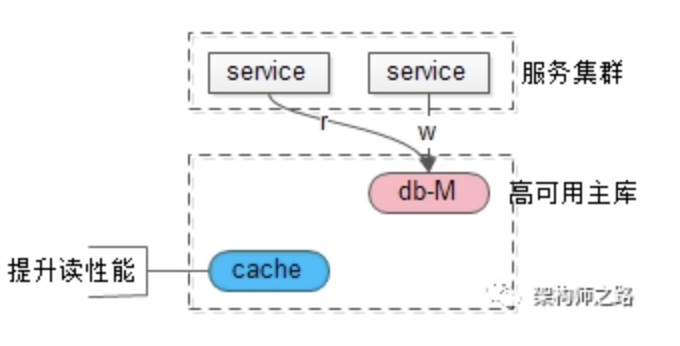 service service 服务集群
r
w
db-M 高可用主库
提升读性能 cache
架构师之路